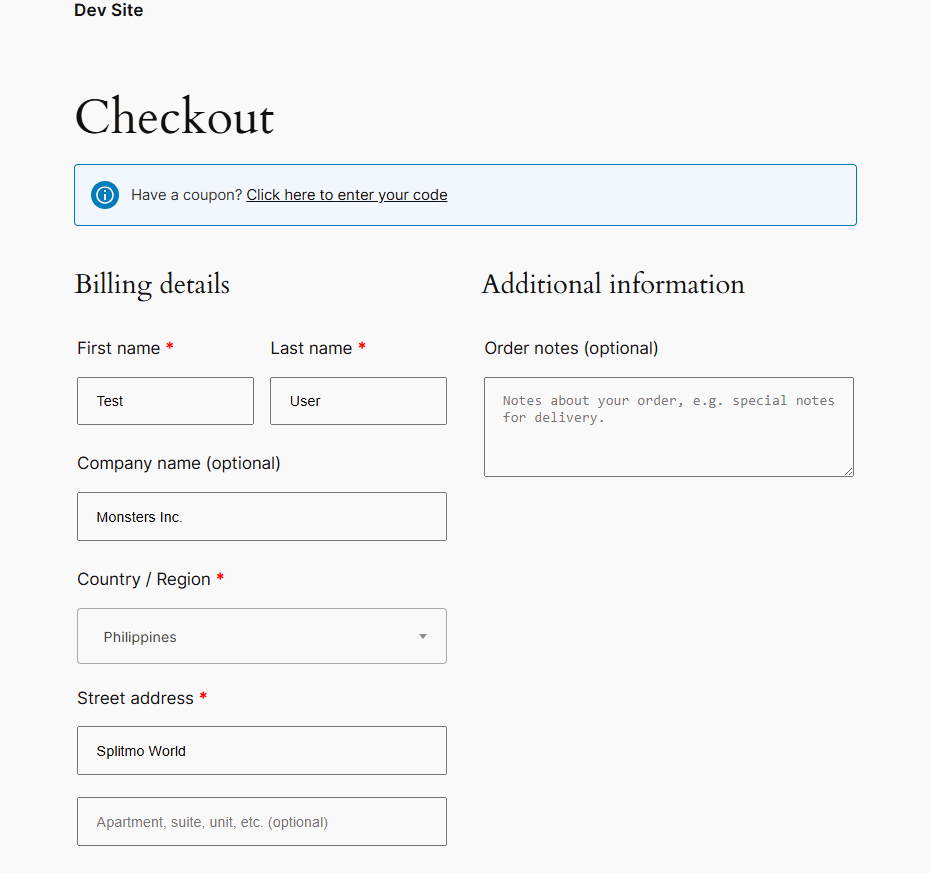 Dev Site
Checkout
Have a coupon? Click here to enter your code
Billing details
First name *
Last name *
Test
User
Company name (optional)
Monsters Inc.
Country / Region *
Philippines
Street address *
Splitmo World
Apartment, suite, unit, etc. (optional)
Additional information
Order notes (optional)
Notes about your order, e.g. special notes
for delivery.